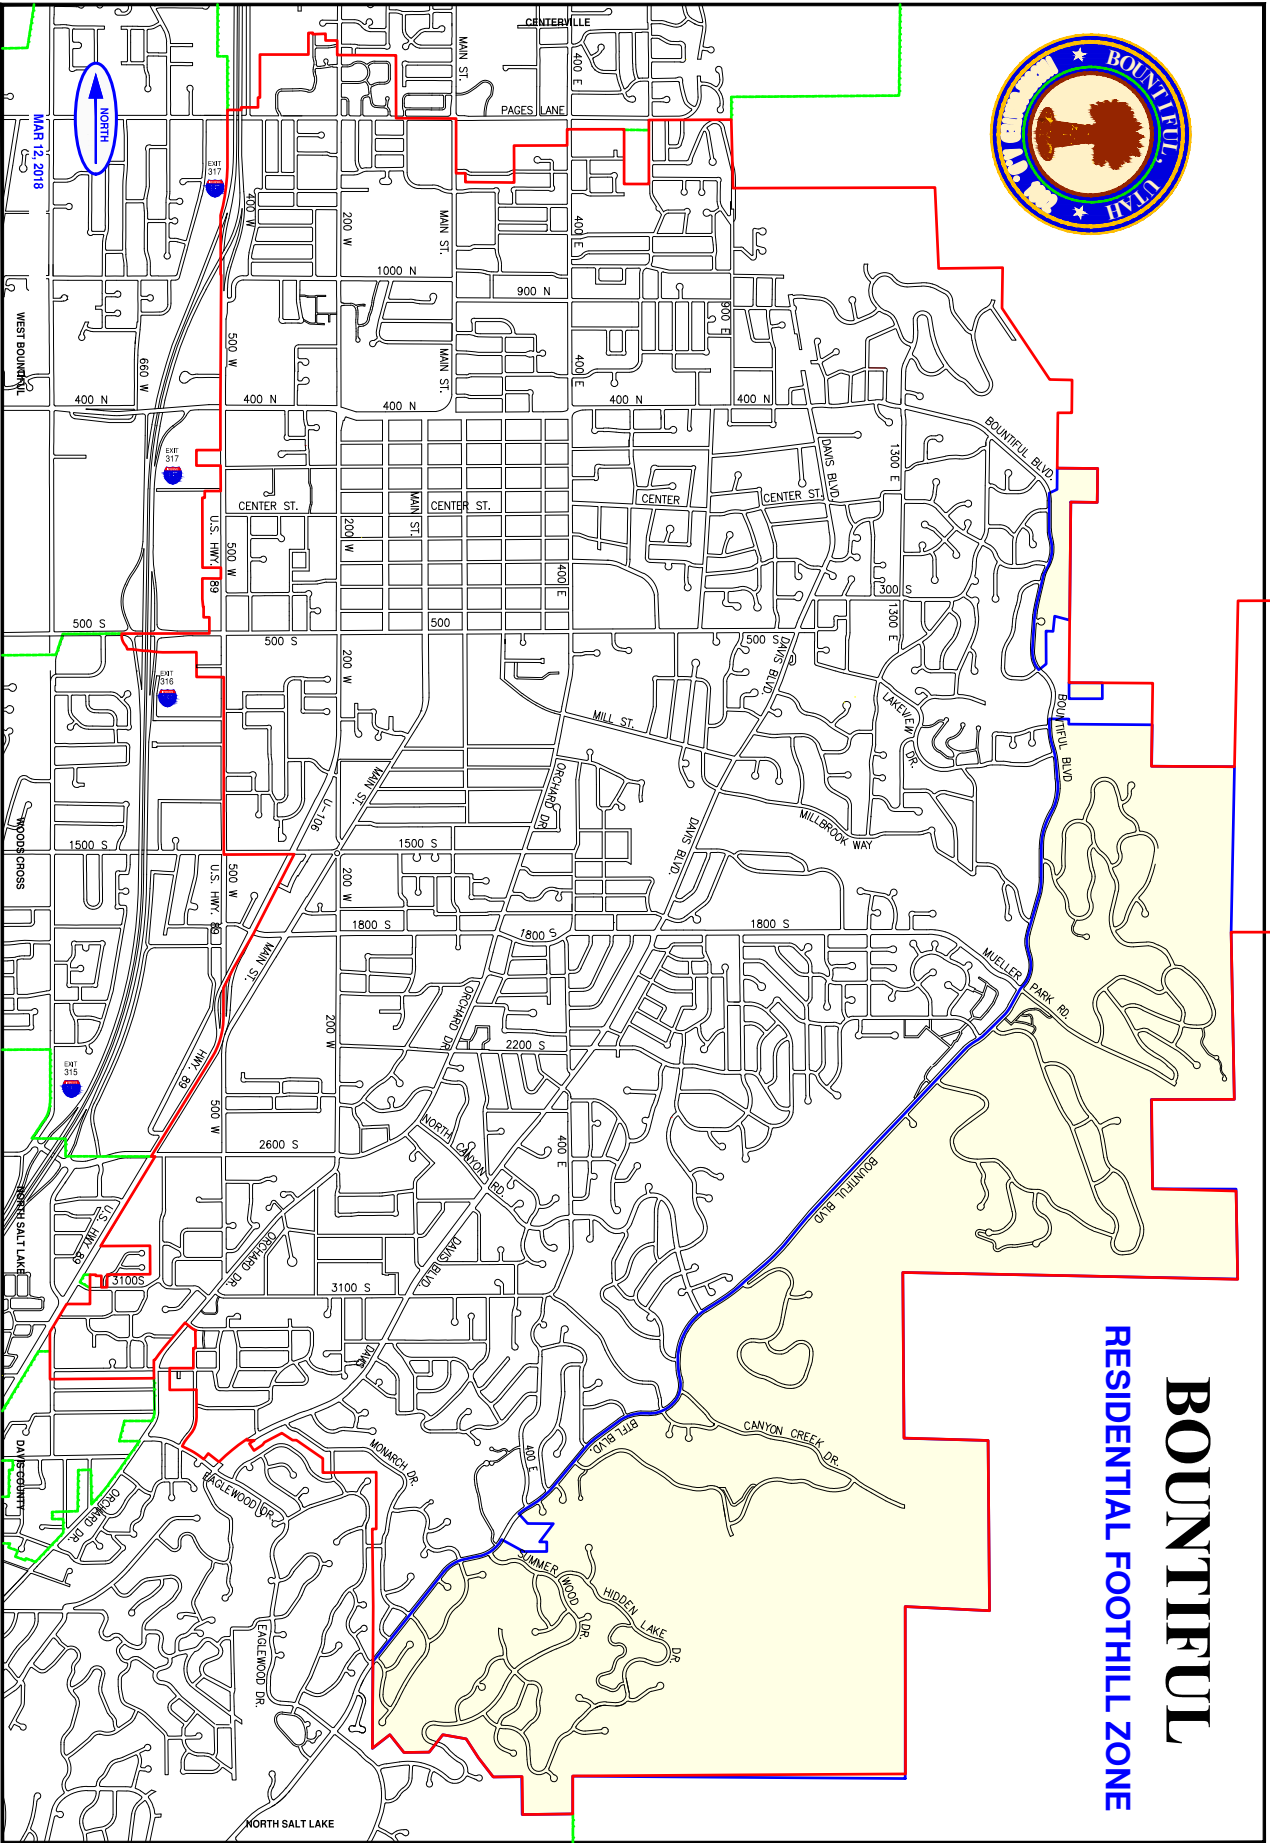 BOUNTIFUL
RESIDENTIAL FOOTHILL ZONE
BOUNTIFUL, UTAH
NORTH
MAR 12, 2018
CENTERVILLE
MAIN ST.
400 E
PAGES LANE
EXIT
317
400 W
200 W
MAIN ST.
400 E
1000 N
900 N
900 E
WEST BOUNTIFUL
660 W
500 W
MAIN ST.
400 E
400 N
400 N
400 N
400 N
400 N
BOUNTIFUL BLVD.
EXIT
317
DAVIS BLVD.
1300 E
CENTER ST.
MAIN ST.
CENTER ST.
CENTER
CENTER ST.
U.S. HWY. 89
500 W
200 W
400 E
300 S
1300 E
500 S
500 S
500
500 S
DAVIS BLVD.
200 W
EXIT
316
MILL ST.
LAKEVIEW DR.
BOUNTIFUL BLVD
MAIN ST.
U-106
ORCHARD DR.
DAVIS BLVD.
MILLBROOK WAY
WOODS CROSS
1500 S
1500 S
U.S. HWY. 89
500 W
200 W
1800 S
1800 S
1800 S
MAIN ST.
MUELLER PARK RD.
ORCHARD DR.
200 W
2200 S
EXIT
315
HWY. 89
500 W
2600 S
NORTH CANYON RD.
400 E
BOUNTIFUL BLVD
NORTH SALT LAKE
U.S. HWY 89
ORCHARD DR.
DAVIS BLVD.
3100S
3100 S
DAVIS
BTFL BLVD.
CANYON CREEK DR.
400 E
MONARCH DR.
DAVIS COUNTY
ORCHARD DR.
EAGLEWOOD DR.
SUMMER WOOD DR.
HIDDEN LAKE DR.
EAGLEWOOD DR.
NORTH SALT LAKE